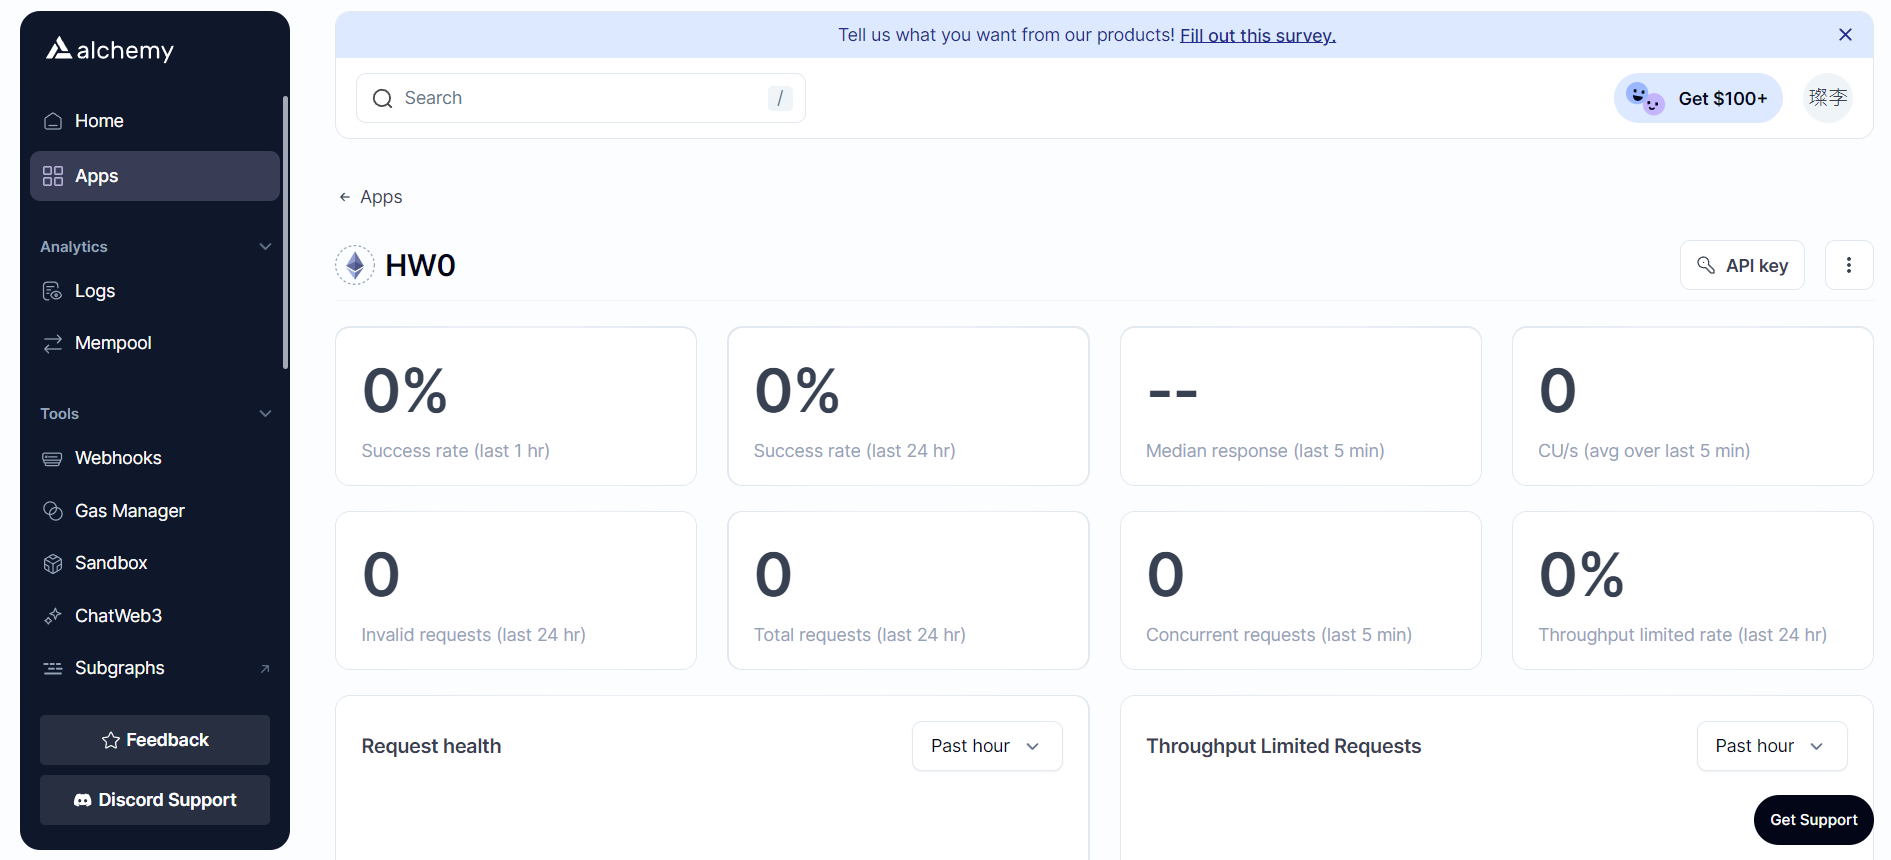 alchemy
Home
Apps
Analytics
Logs
Mempool
Tools
Webhooks
Gas Manager
Sandbox
ChatWeb3
Subgraphs
Feedback
Discord Support
Tell us what you want from our products! Fill out this survey.
Search /
Get $100+
璨李
Apps
HW0
API key
0%
Success rate (last 1 hr)
0%
Success rate (last 24 hr)
--
Median response (last 5 min)
0
CU/s (avg over last 5 min)
0
Invalid requests (last 24 hr)
0
Total requests (last 24 hr)
0
Concurrent requests (last 5 min)
0%
Throughput limited rate (last 24 hr)
Request health
Past hour
Throughput Limited Requests
Past hour
Get Support